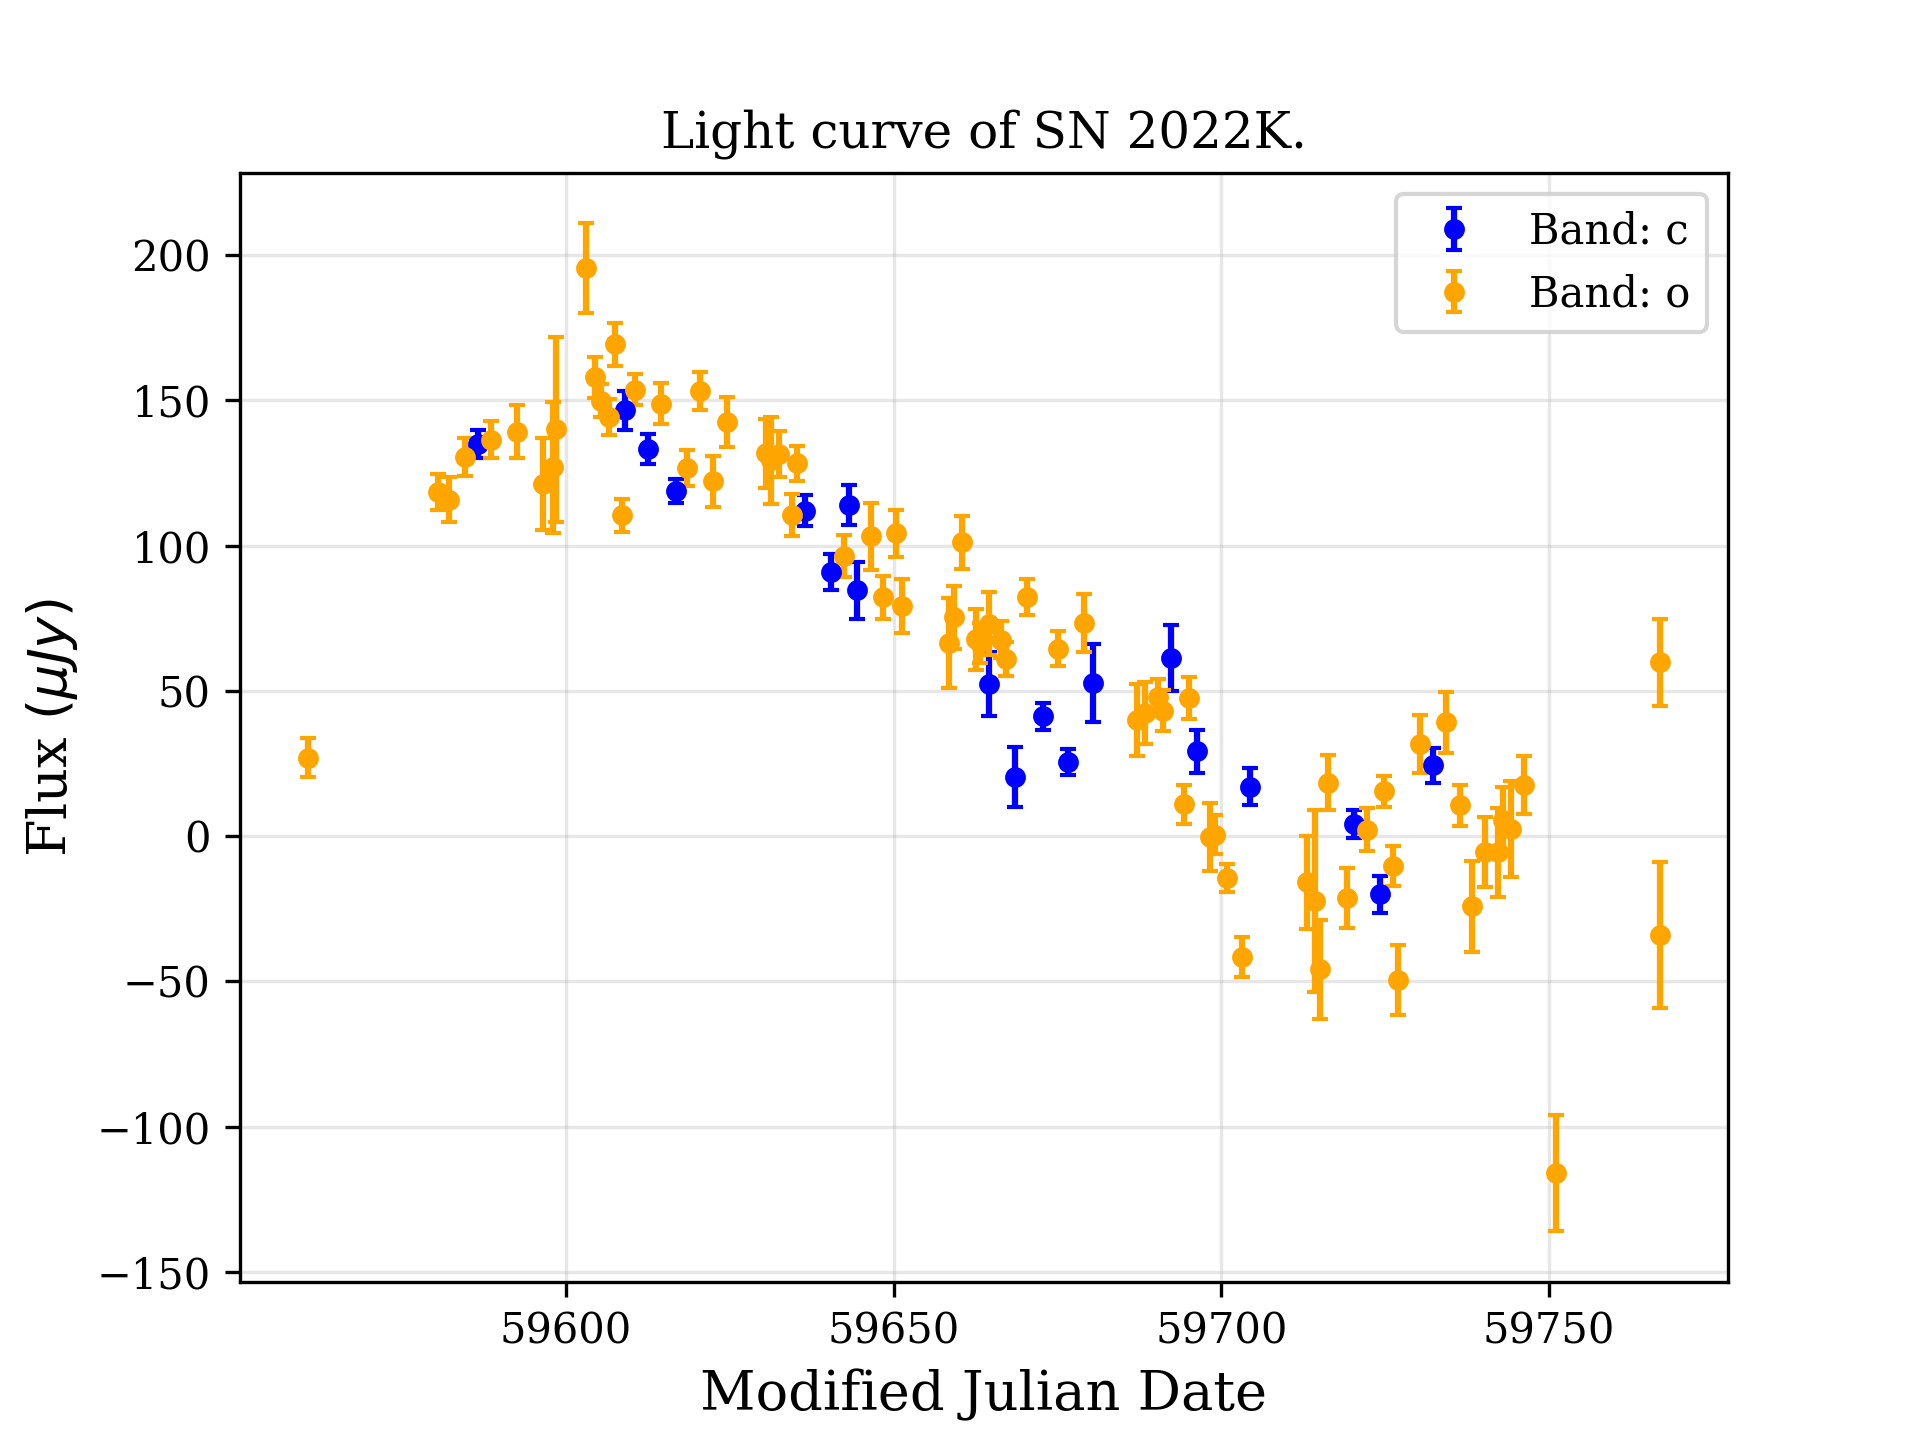 Light curve of SN 2022K.
Band: c
Band: o
200
150
100
50
0
−50
−100
−150
Flux (μJy)
59600
59650
59700
59750
Modified Julian Date